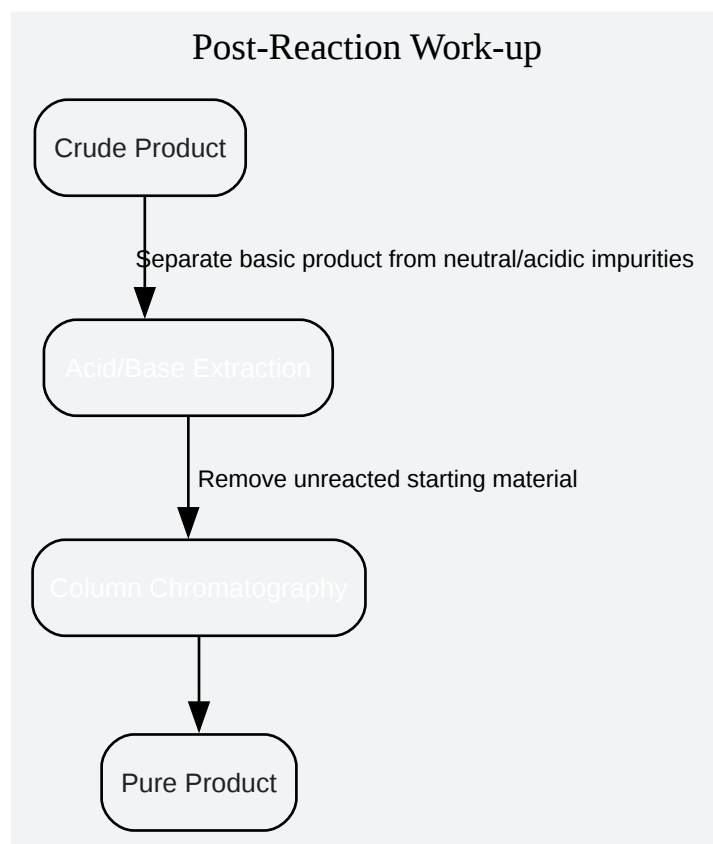 Post-Reaction Work-up
Crude Product
Separate basic product from neutral/acidic impurities
Acid/Base Extraction
Remove unreacted starting material
Column Chromatography
Pure Product